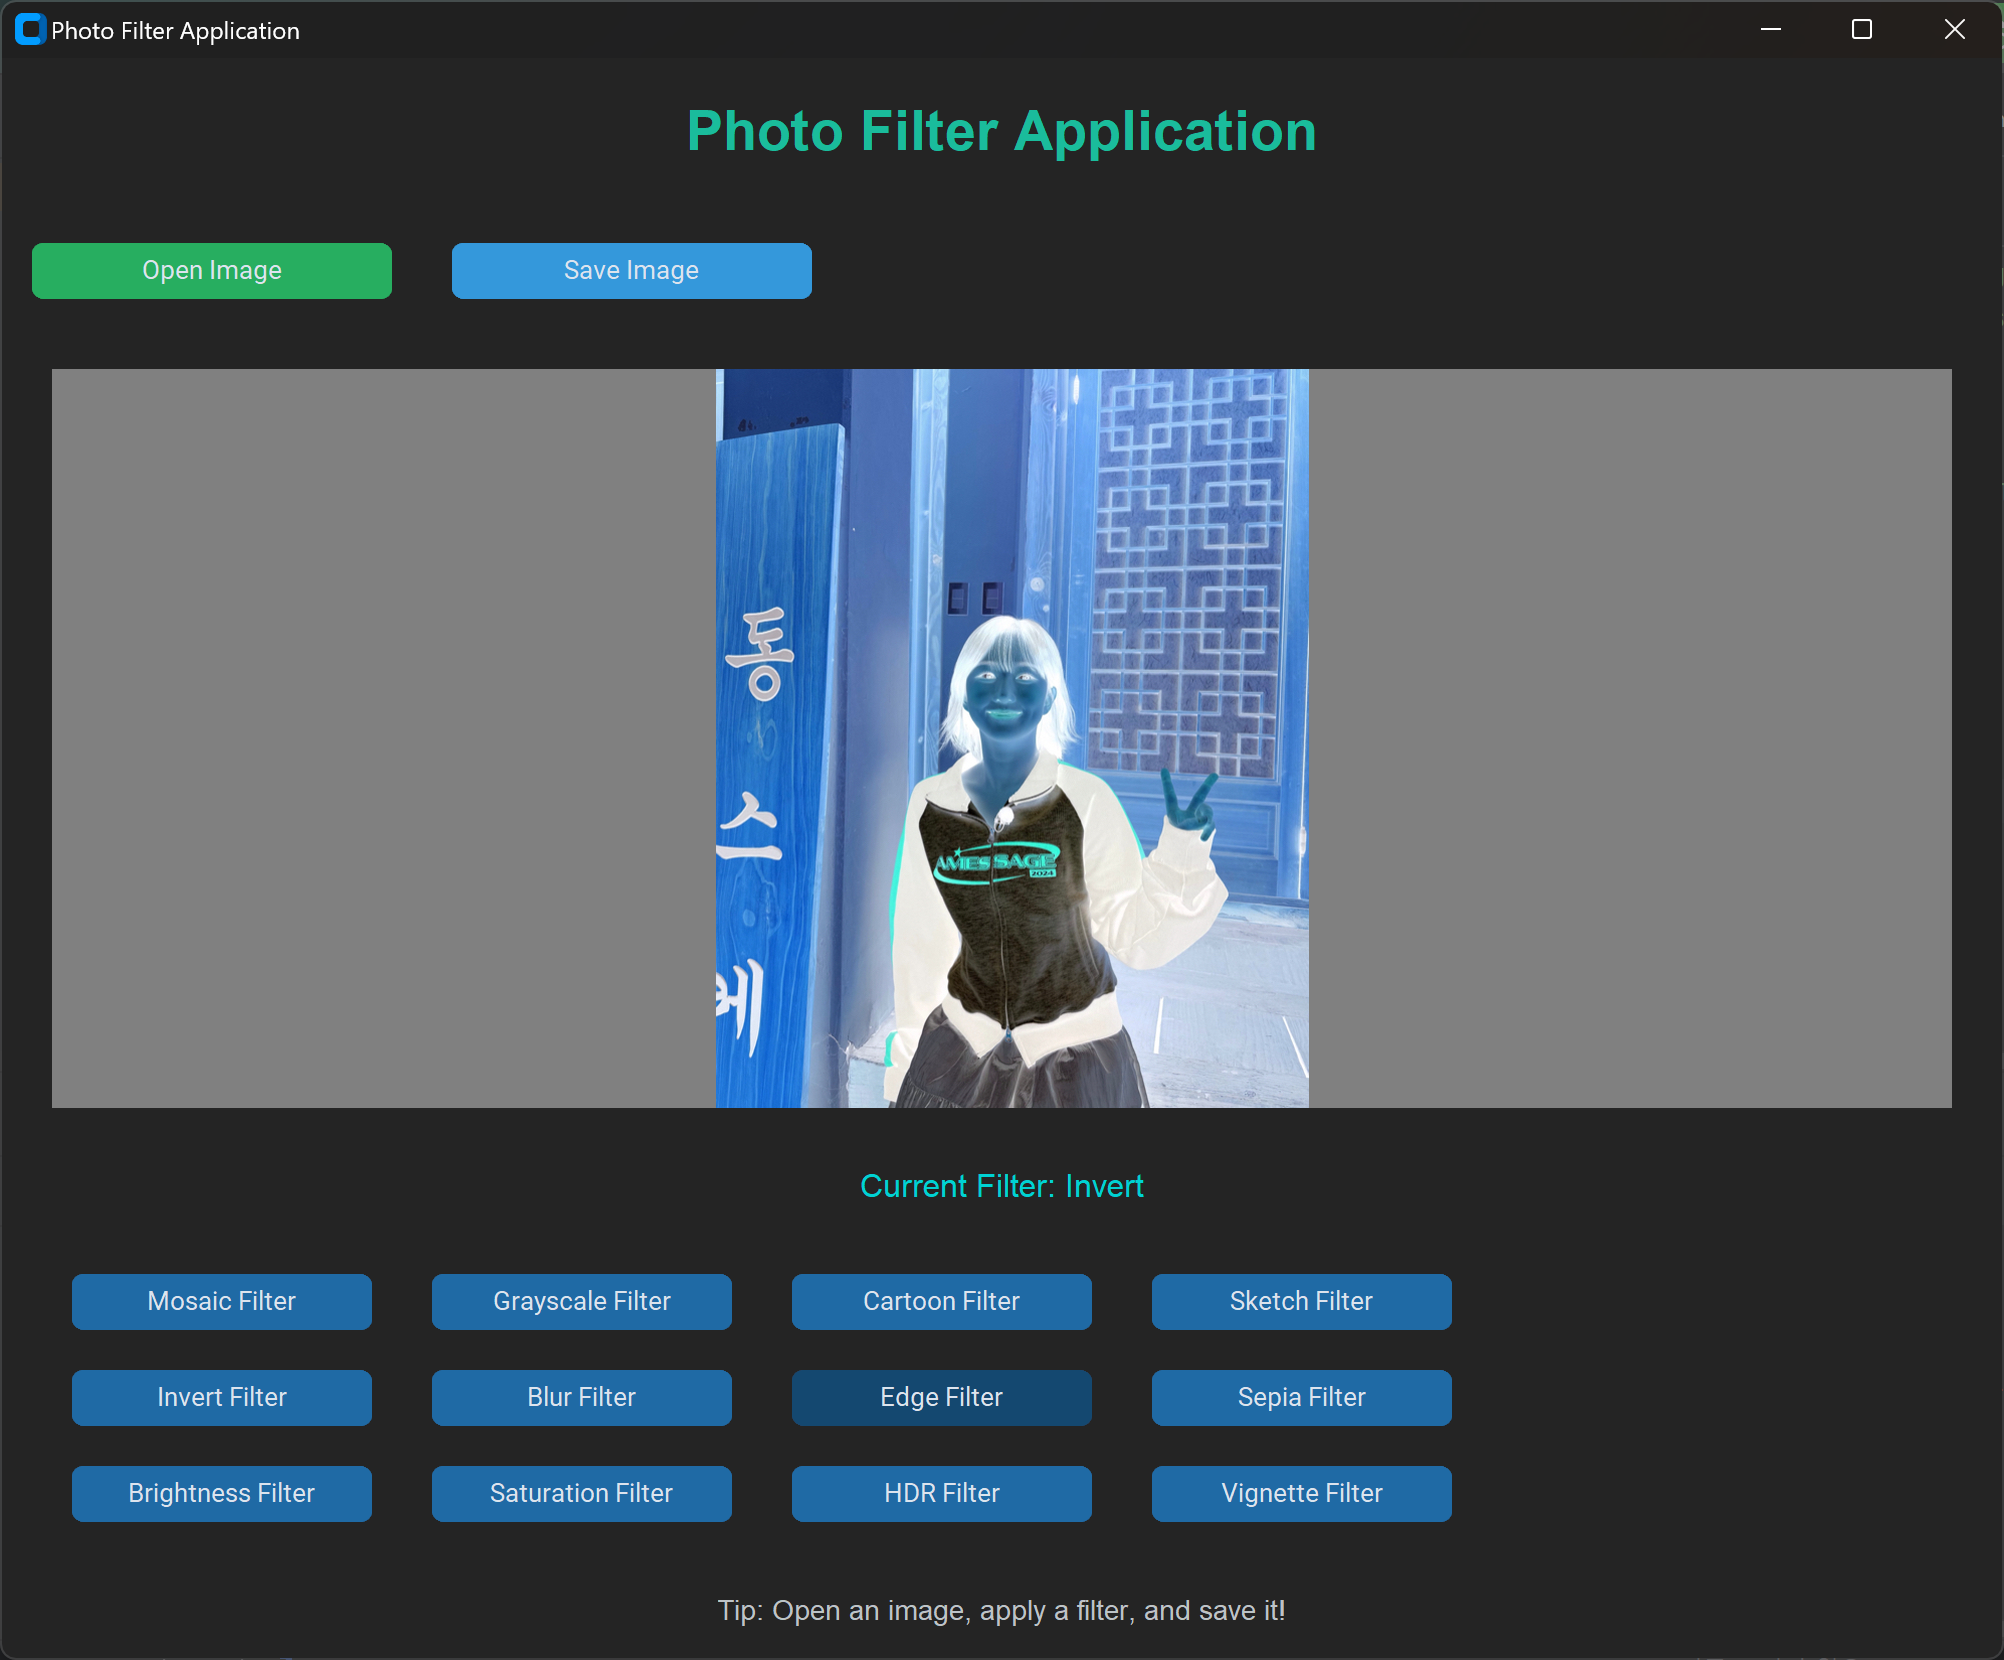 Photo Filter Application
Photo Filter Application
Open Image
Save Image
동
스
베
AMES SAGE
2024
Current Filter: Invert
Mosaic Filter
Grayscale Filter
Cartoon Filter
Sketch Filter
Invert Filter
Blur Filter
Edge Filter
Sepia Filter
Brightness Filter
Saturation Filter
HDR Filter
Vignette Filter
Tip: Open an image, apply a filter, and save it!